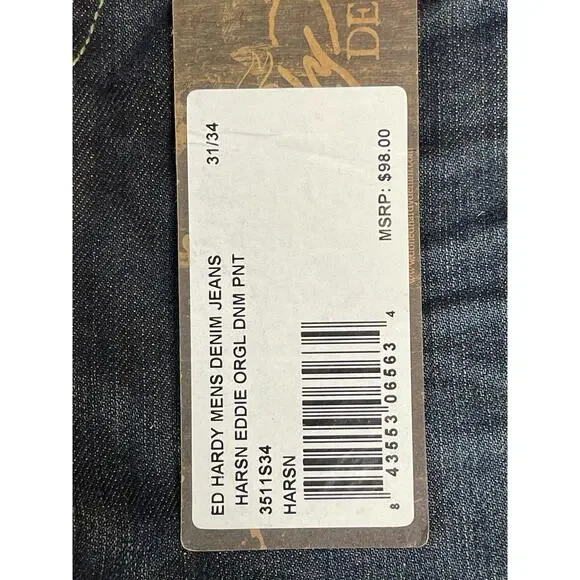 DE
ED HARDY MENS DENIM JEANS 31/34
HARSN EDDIE ORGL DNM PNT
3511S34
HARSN
8 43553 06563 4
MSRP: $98.00